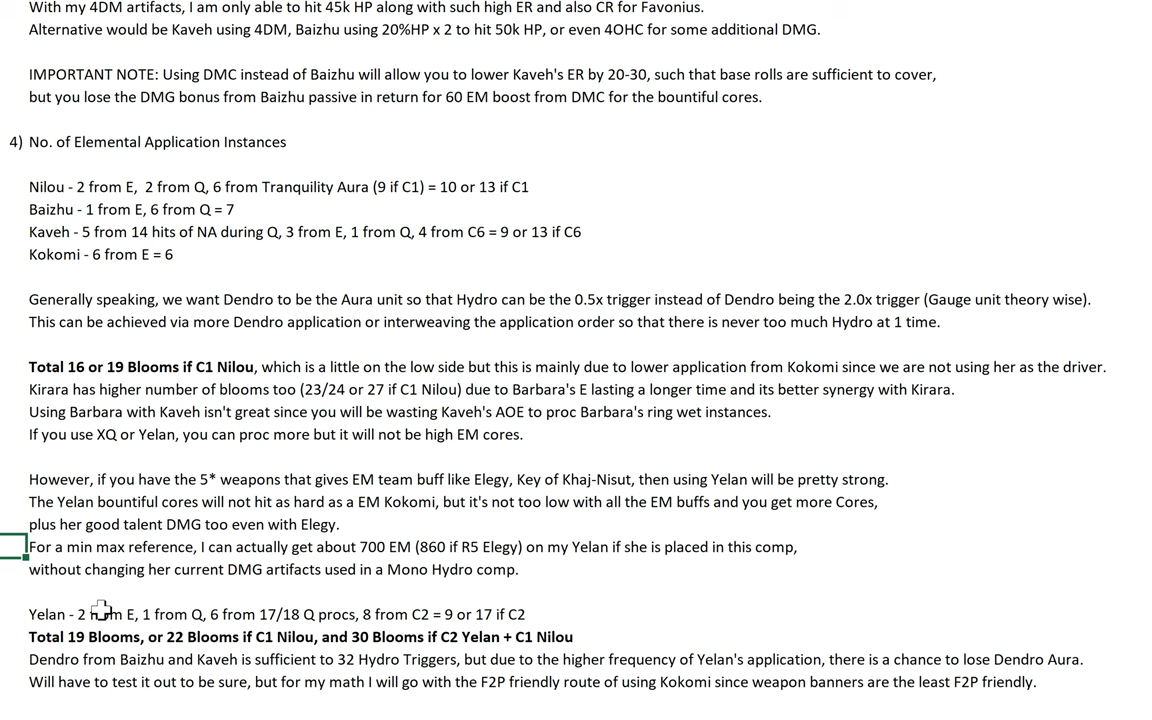 With my 4DM artifacts, I am only able to hit 45k HP along with such high ER and also CR for Favonius.
Alternative would be Kaveh using 4DM, Baizhu using 20%HP x 2 to hit 50k HP, or even 4OHC for some additional DMG.
IMPORTANT NOTE: Using DMC instead of Baizhu will allow you to lower Kaveh's ER by 20-30, such that base rolls are sufficient to cover,
but you lose the DMG bonus from Baizhu passive in return for 60 EM boost from DMC for the bountiful cores.
4) No. of Elemental Application Instances
Nilou - 2 from E,  2 from Q, 6 from Tranquility Aura (9 if C1) = 10 or 13 if C1
Baizhu - 1 from E, 6 from Q = 7
Kaveh - 5 from 14 hits of NA during Q, 3 from E, 1 from Q, 4 from C6 = 9 or 13 if C6
Kokomi - 6 from E = 6
Generally speaking, we want Dendro to be the Aura unit so that Hydro can be the 0.5x trigger instead of Dendro being the 2.0x trigger (Gauge unit theory wise).
This can be achieved via more Dendro application or interweaving the application order so that there is never too much Hydro at 1 time.
Total 16 or 19 Blooms if C1 Nilou, which is a little on the low side but this is mainly due to lower application from Kokomi since we are not using her as the driver.
Kirara has higher number of blooms too (23/24 or 27 if C1 Nilou) due to Barbara's E lasting a longer time and its better synergy with Kirara.
Using Barbara with Kaveh isn't great since you will be wasting Kaveh's AOE to proc Barbara's ring wet instances.
If you use XQ or Yelan, you can proc more but it will not be high EM cores.
However, if you have the 5* weapons that gives EM team buff like Elegy, Key of Khaj-Nisut, then using Yelan will be pretty strong.
The Yelan bountiful cores will not hit as hard as a EM Kokomi, but it's not too low with all the EM buffs and you get more Cores,
plus her good talent DMG too even with Elegy.
For a min max reference, I can actually get about 700 EM (860 if R5 Elegy) on my Yelan if she is placed in this comp,
without changing her current DMG artifacts used in a Mono Hydro comp.
Yelan - 2 from E, 1 from Q, 6 from 17/18 Q procs, 8 from C2 = 9 or 17 if C2
Total 19 Blooms, or 22 Blooms if C1 Nilou, and 30 Blooms if C2 Yelan + C1 Nilou
Dendro from Baizhu and Kaveh is sufficient to 32 Hydro Triggers, but due to the higher frequency of Yelan's application, there is a chance to lose Dendro Aura.
Will have to test it out to be sure, but for my math I will go with the F2P friendly route of using Kokomi since weapon banners are the least F2P friendly.